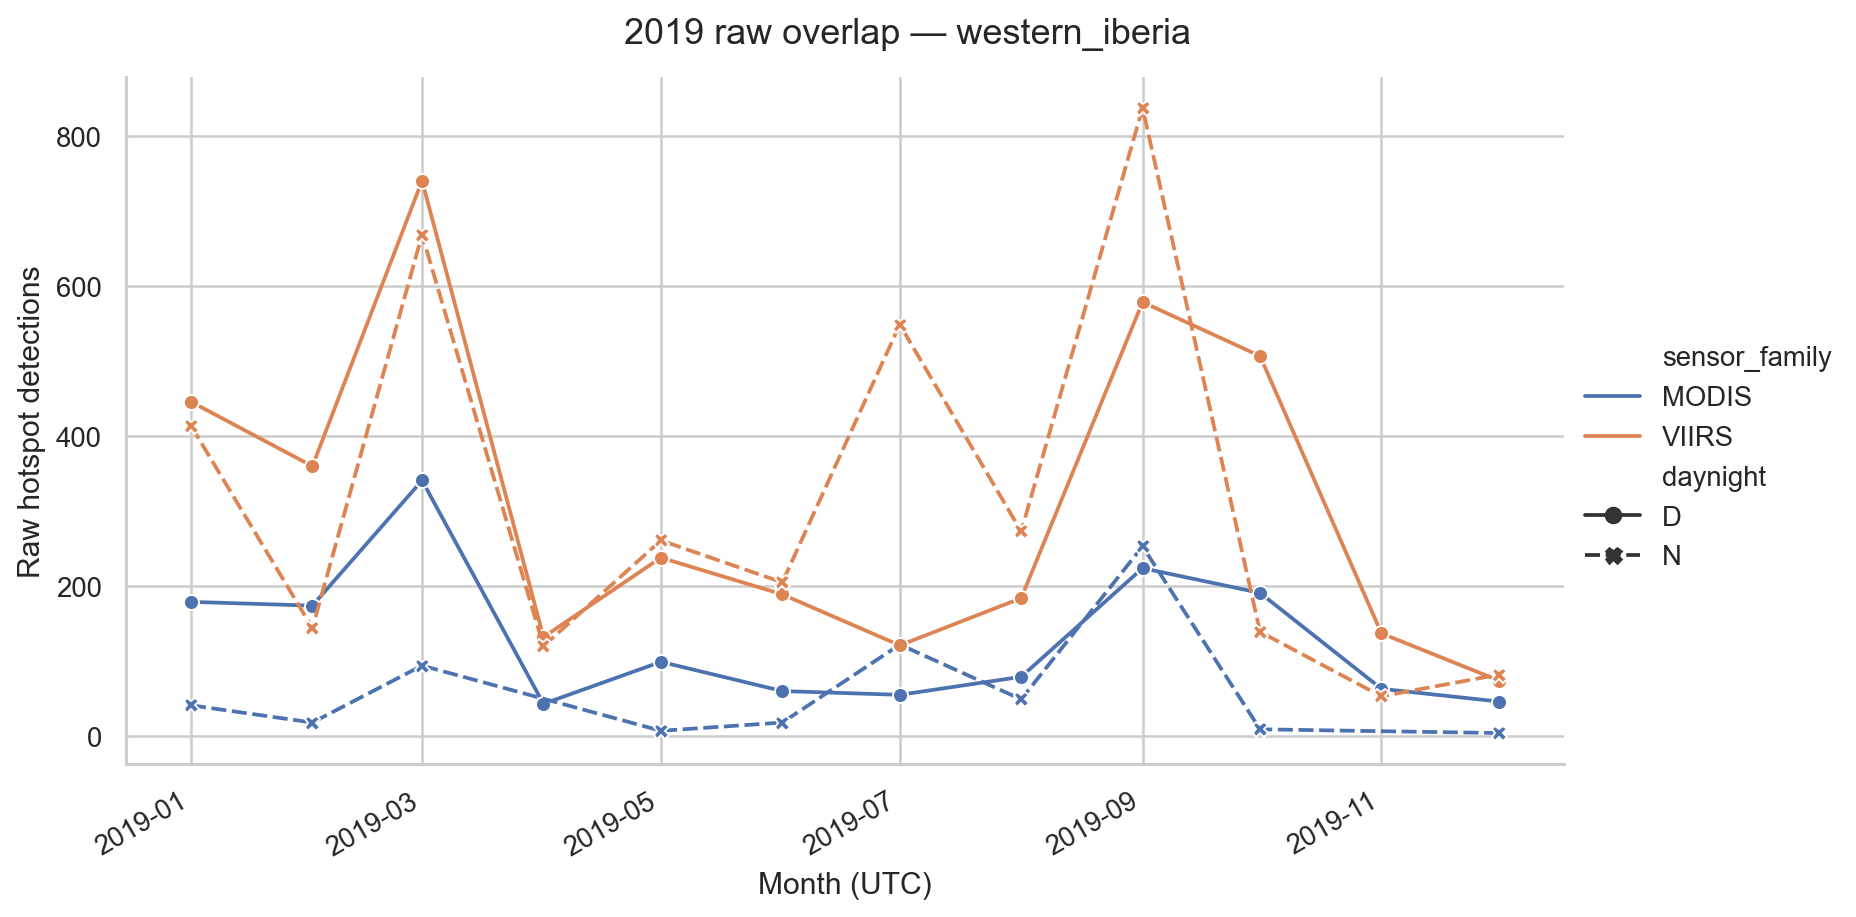 2019 raw overlap — western_iberia
Raw hotspot detections
800
600
400
200
0
2019-01
2019-03
2019-05
2019-07
2019-09
2019-11
Month (UTC)
sensor_family
MODIS
VIIRS
daynight
D
N